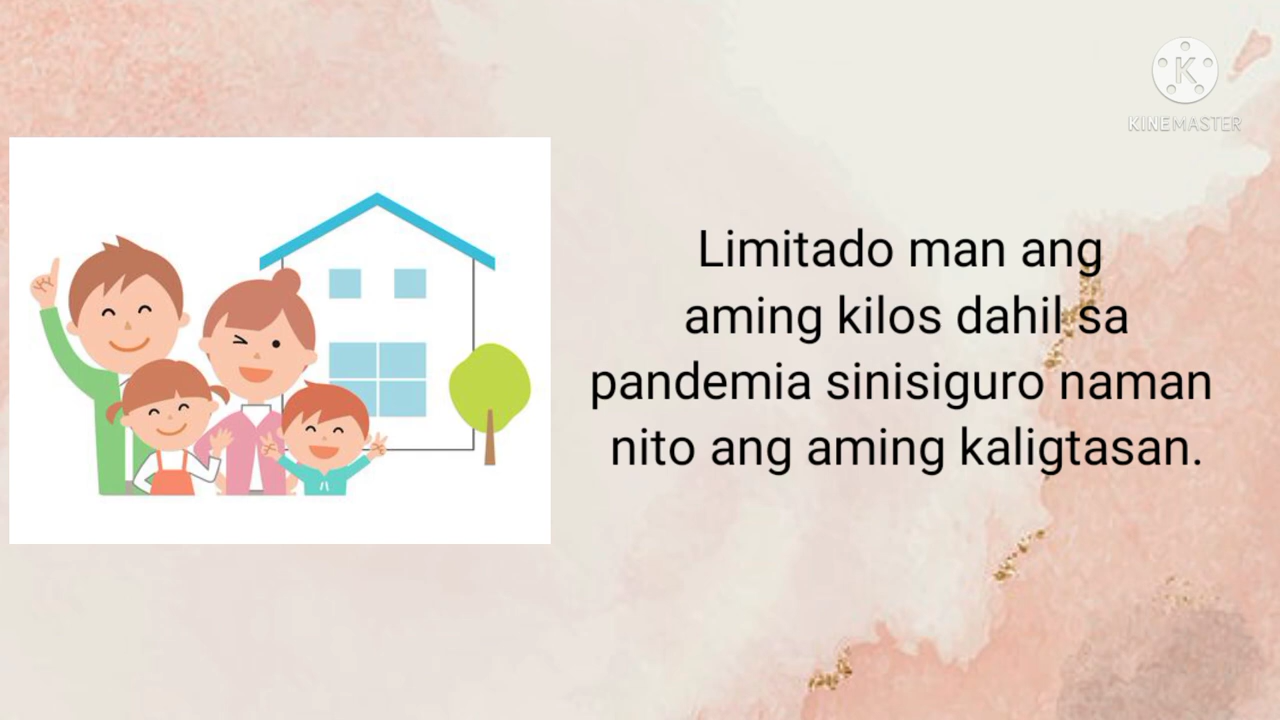 KINEMASTER
Limitado man ang
aming kilos dahil sa
pandemia sinisiguro naman
nito ang aming kaligtasan.